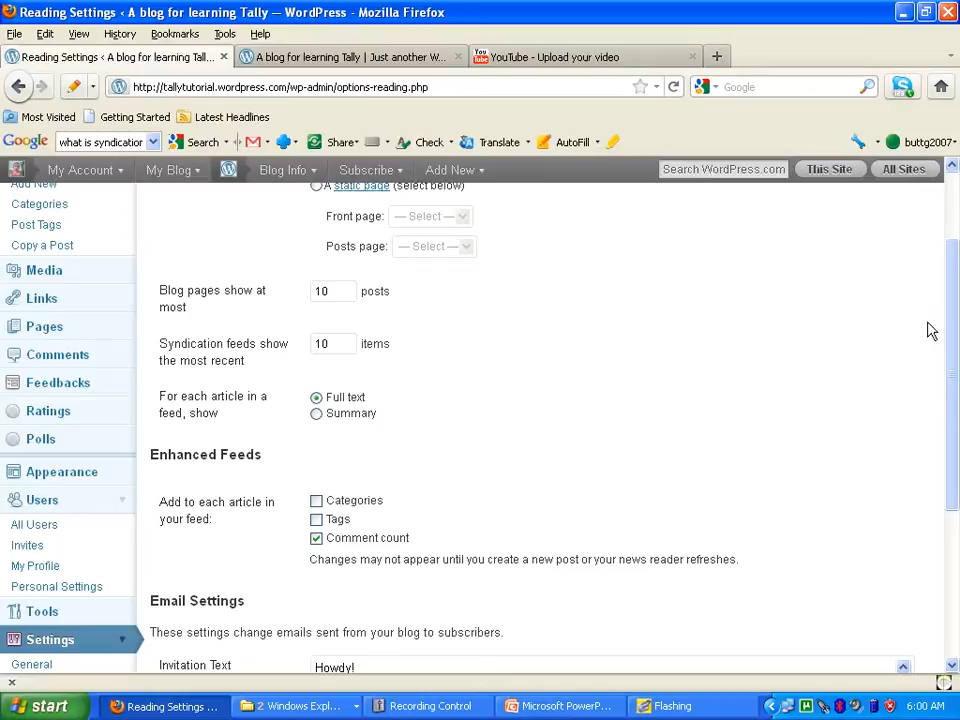 Reading Settings ‹ A blog for learning Tally — WordPress - Mozilla Firefox
File Edit View History Bookmarks Tools Help
Reading Settings ‹ A blog for learning Tall...
A blog for learning Tally | Just another W...
YouTube - Upload your video
http://tallytutorial.wordpress.com/wp-admin/options-reading.php
Google
Most Visited Getting Started Latest Headlines
Google what is syndication Search Share Check Translate AutoFill buttg2007
My Account My Blog Blog Info Subscribe Add New Search WordPress.com This Site All Sites
Add New
Categories
Post Tags
Copy a Post
Media
Links
Pages
Comments
Feedbacks
Ratings
Polls
Appearance
Users
All Users
Invites
My Profile
Personal Settings
Tools
Settings
General
A static page (select below)
Front page: — Select —
Posts page: — Select —
Blog pages show at most 10 posts
Syndication feeds show the most recent 10 items
For each article in a feed, show
Full text
Summary
Enhanced Feeds
Add to each article in your feed:
Categories
Tags
Comment count
Changes may not appear until you create a new post or your news reader refreshes.
Email Settings
These settings change emails sent from your blog to subscribers.
Invitation Text Howdy!
start Reading Settings ... 2 Windows Expl... Recording Control Microsoft PowerP... Flashing 6:00 AM